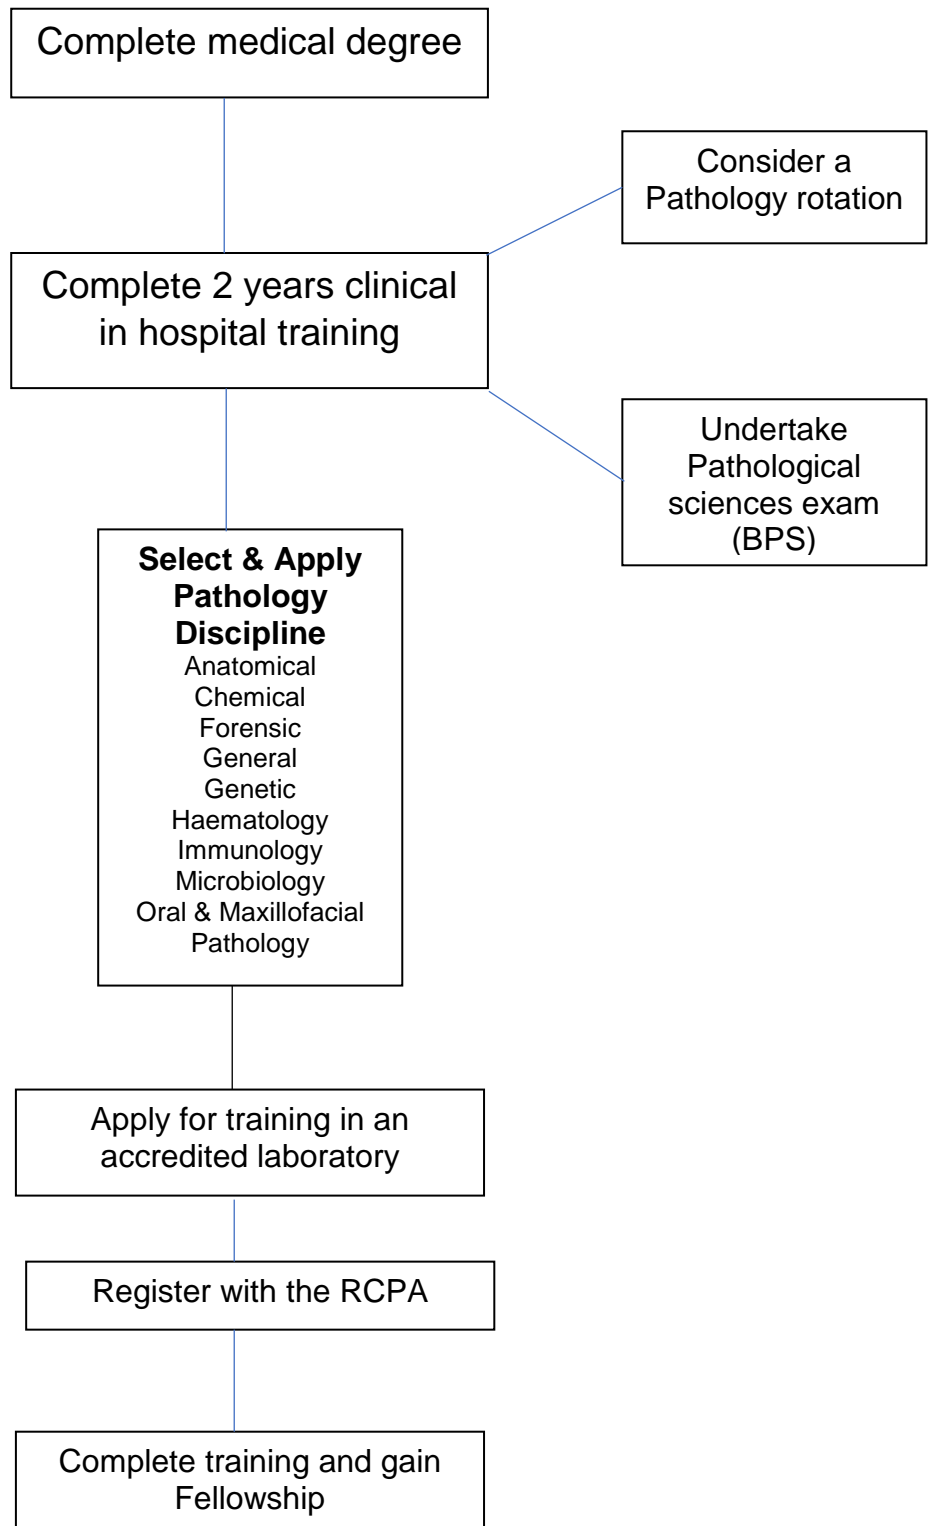 Complete medical degree
Consider a
Pathology rotation
Complete 2 years clinical
in hospital training
Undertake
Pathological
sciences exam
(BPS)
Select & Apply
Pathology
Discipline
Anatomical
Chemical
Forensic
General
Genetic
Haematology
Immunology
Microbiology
Oral & Maxillofacial
Pathology
Apply for training in an
accredited laboratory
Register with the RCPA
Complete training and gain
Fellowship